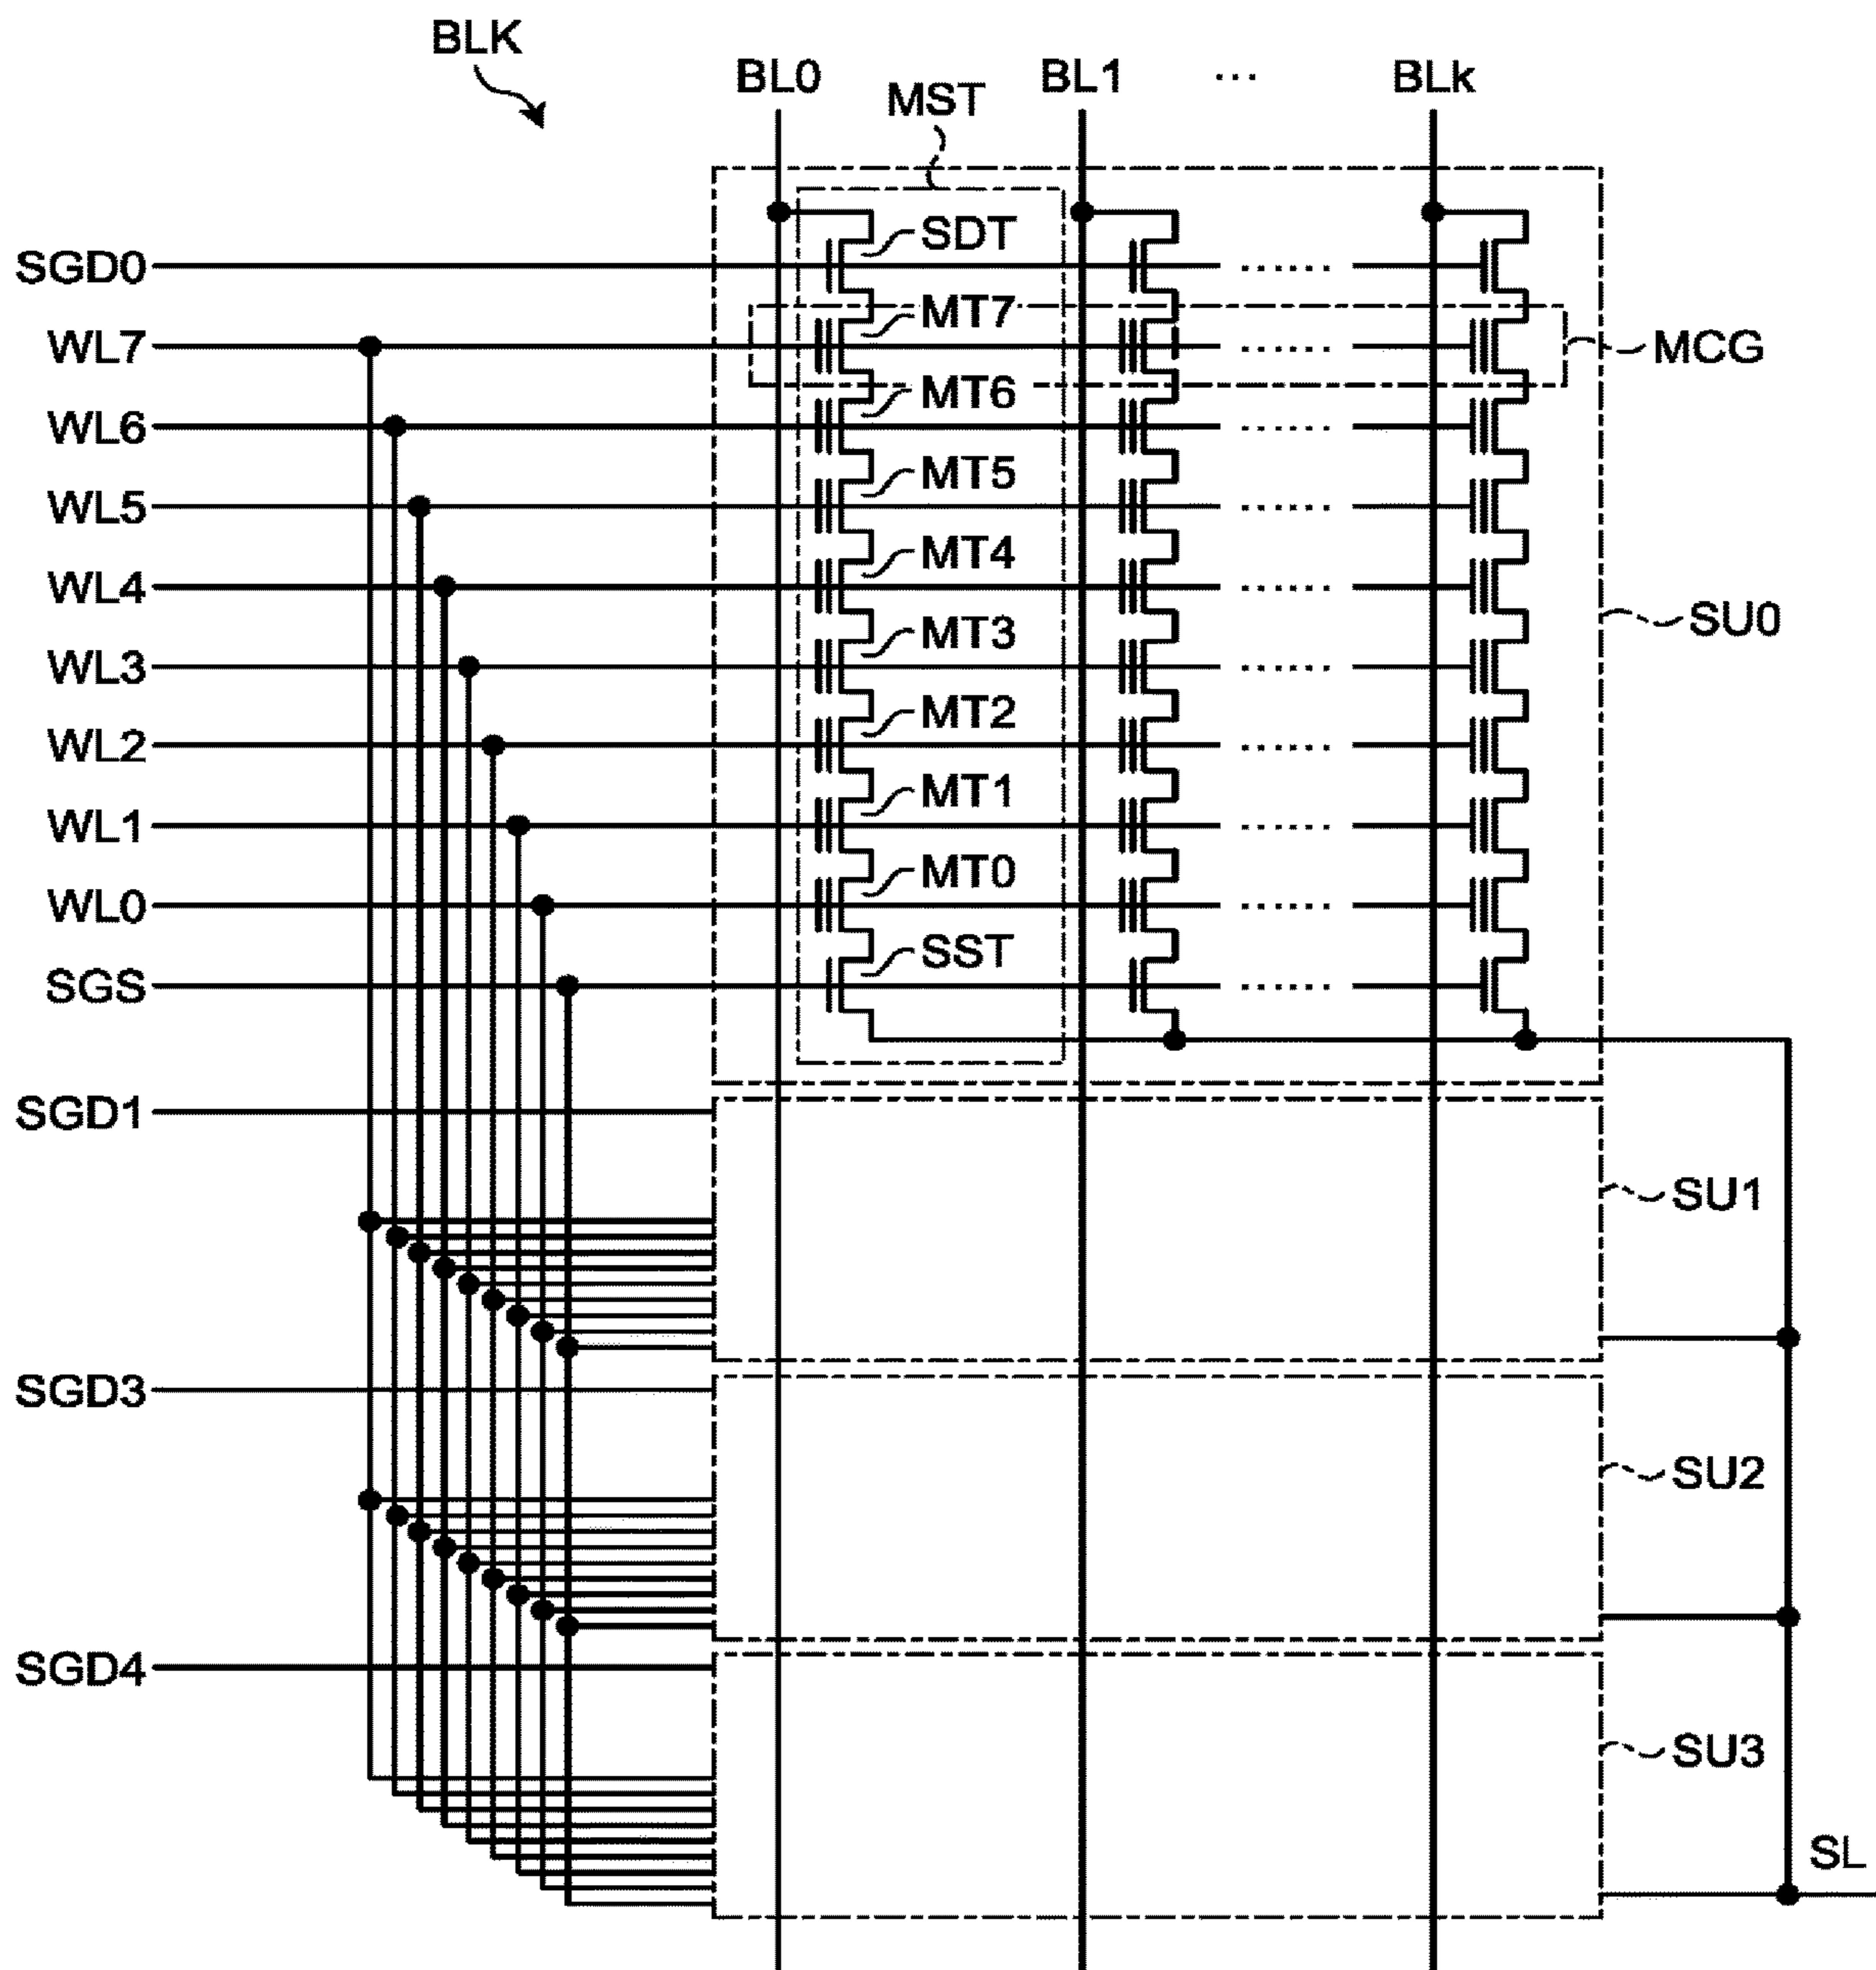 BLK
BL0 BL1 ... BLk
MST
SGD0 SDT
WL7 MT7 MCG
WL6 MT6
WL5 MT5
WL4 MT4
SU0
WL3 MT3
WL2 MT2
WL1 MT1
WL0 MT0
SGS SST
SGD1
SU1
SGD3
SU2
SGD4
SU3
SL